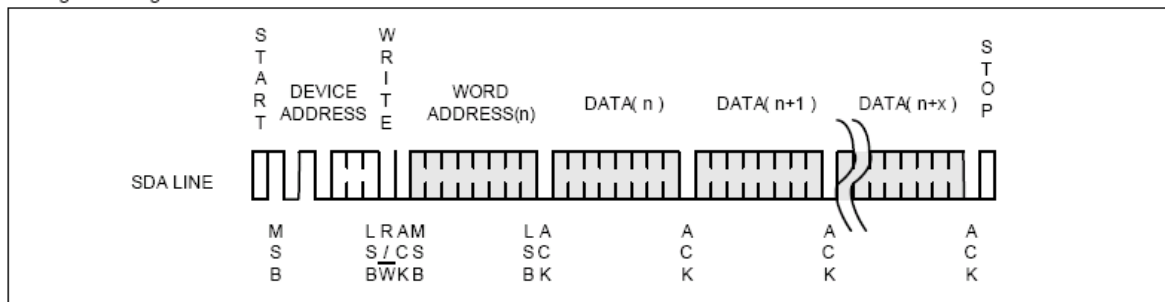 START
DEVICE
ADDRESS
WRITE
WORD
ADDRESS(n)
DATA( n )
DATA( n+1 )
DATA( n+x )
STOP
SDA LINE
MSB
LSB
R/W
ACK
MSB
LSB
ACK
ACK
ACK
ACK